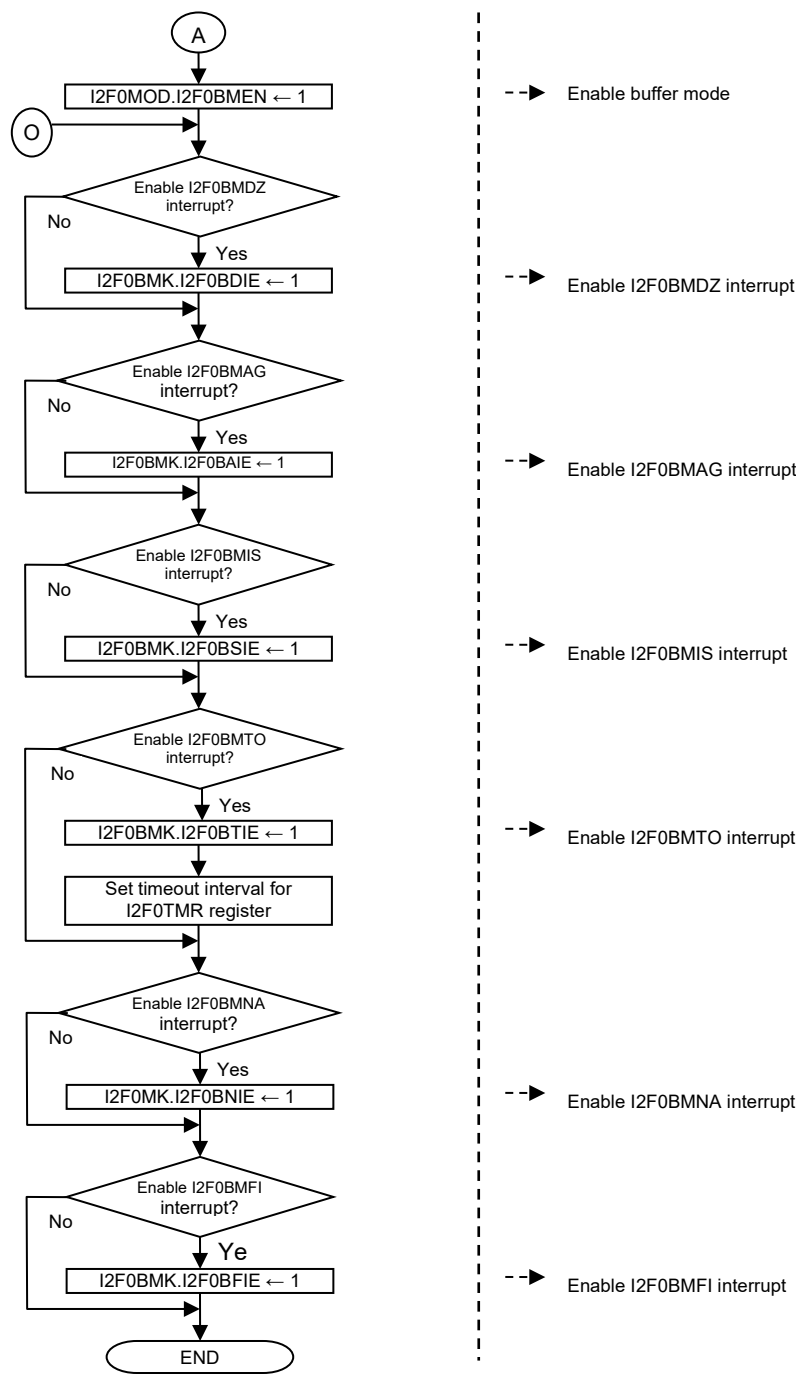 A
I2F0MOD.I2F0BMEN ← 1
Enable buffer mode
O
Enable I2F0BMDZ
interrupt?
No
Yes
I2F0BMK.I2F0BDIE ← 1
Enable I2F0BMDZ interrupt
Enable I2F0BMAG
interrupt?
No
Yes
I2F0BMK.I2F0BAIE ← 1
Enable I2F0BMAG interrupt
Enable I2F0BMIS
interrupt?
No
Yes
I2F0BMK.I2F0BSIE ← 1
Enable I2F0BMIS interrupt
Enable I2F0BMTO
interrupt?
No
Yes
I2F0BMK.I2F0BTIE ← 1
Enable I2F0BMTO interrupt
Set timeout interval for
I2F0TMR register
Enable I2F0BMNA
interrupt?
No
Yes
I2F0MK.I2F0BNIE ← 1
Enable I2F0BMNA interrupt
Enable I2F0BMFI
interrupt?
No
Ye
I2F0BMK.I2F0BFIE ← 1
Enable I2F0BMFI interrupt
END